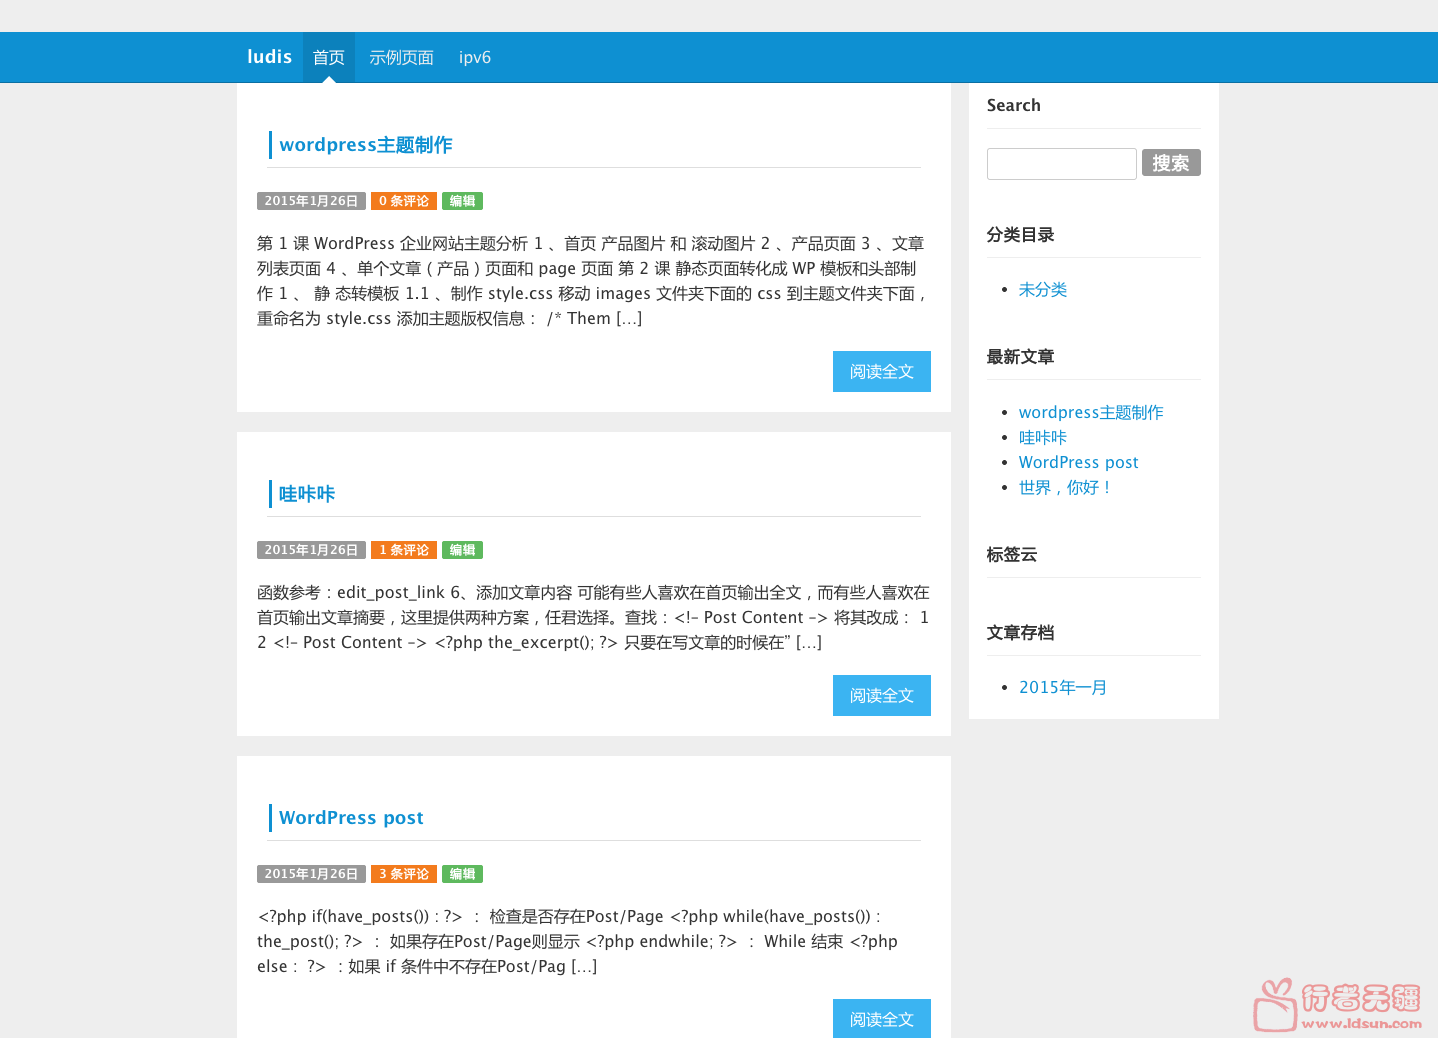 ludis 首页 示例页面 ipv6
wordpress主题制作
2015年1月26日 0 条评论 编辑
第 1 课 WordPress 企业网站主题分析 1 、首页 产品图片 和 滚动图片 2 、产品页面 3 、文章
列表页面 4 、单个文章（产品）页面和 page 页面 第 2 课 静态页面转化成 WP 模板和头部制
作 1 、 静 态转模板 1.1 、制作 style.css 移动 images 文件夹下面的 css 到主题文件夹下面，
重命名为 style.css 添加主题版权信息： /* Them […]
阅读全文
哇咔咔
2015年1月26日 1 条评论 编辑
函数参考：edit_post_link 6、添加文章内容 可能有些人喜欢在首页输出全文，而有些人喜欢在
首页输出文章摘要，这里提供两种方案，任君选择。查找：<!– Post Content –> 将其改成： 1
2 <!– Post Content –> <?php the_excerpt(); ?> 只要在写文章的时候在” […]
阅读全文
WordPress post
2015年1月26日 3 条评论 编辑
<?php if(have_posts()) : ?> ： 检查是否存在Post/Page <?php while(have_posts()) :
the_post(); ?> ： 如果存在Post/Page则显示 <?php endwhile; ?> ： While 结束 <?php
else : ?> ：如果 if 条件中不存在Post/Pag […]
阅读全文
Search
搜索
分类目录
未分类
最新文章
wordpress主题制作
哇咔咔
WordPress post
世界，你好！
标签云
文章存档
2015年一月
行者无疆
www.ldsun.com